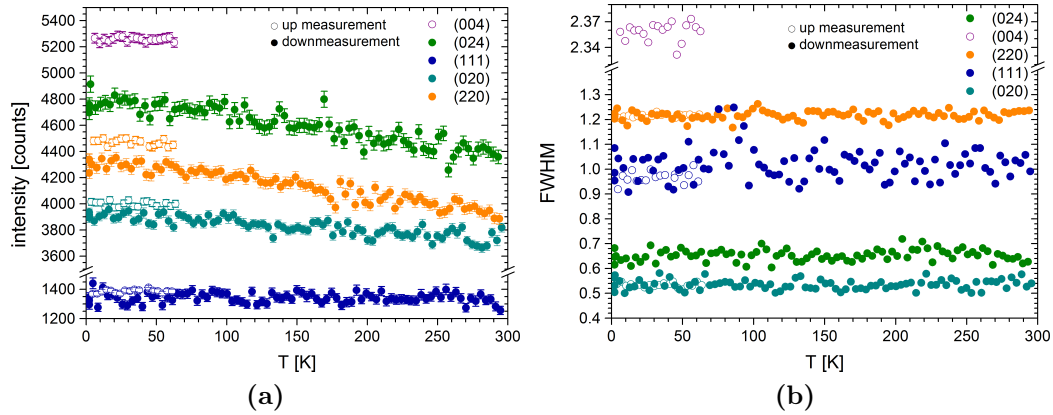 up measurement
downmeasurement
(004)
(024)
(111)
(020)
(220)
5400
5200
5000
4800
4600
4400
4200
4000
3800
3600
1400
1200
intensity [counts]
0 50 100 150 200 250 300
T [K]
(a)
up measurement
downmeasurement
(024)
(004)
(220)
(111)
(020)
2.37
2.34
1.3
1.2
1.1
1.0
0.9
0.8
0.7
0.6
0.5
0.4
FWHM
0 50 100 150 200 250 300
T [K]
(b)